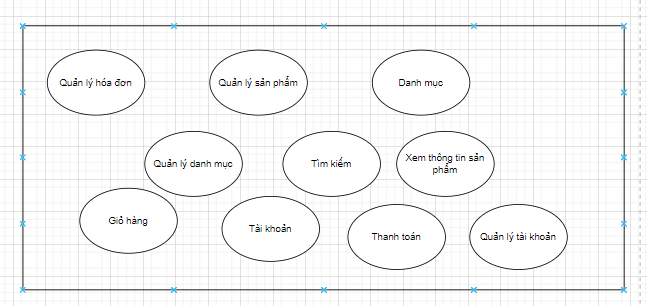 Quản lý hóa đơn
Quản lý sản phẩm
Danh mục
Quản lý danh mục
Tìm kiếm
Xem thông tin sản
phẩm
Giỏ hàng
Tài khoản
Thanh toán
Quản lý tài khoản